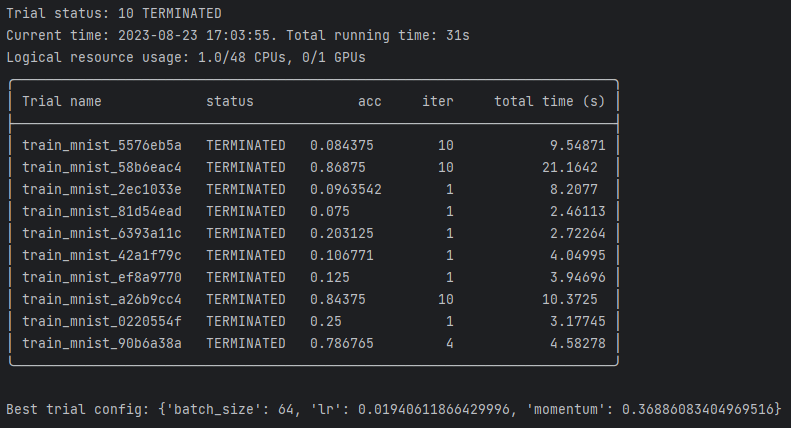 Trial status: 10 TERMINATED
Current time: 2023-08-23 17:03:55. Total running time: 31s
Logical resource usage: 1.0/48 CPUs, 0/1 GPUs
Trial name status acc iter total time (s)
train_mnist_5576eb5a TERMINATED 0.084375 10 9.54871
train_mnist_58b6eac4 TERMINATED 0.86875 10 21.1642
train_mnist_2ec1033e TERMINATED 0.0963542 1 8.2077
train_mnist_81d54ead TERMINATED 0.075 1 2.46113
train_mnist_6393a11c TERMINATED 0.203125 1 2.72264
train_mnist_42a1f79c TERMINATED 0.106771 1 4.04995
train_mnist_ef8a9770 TERMINATED 0.125 1 3.94696
train_mnist_a26b9cc4 TERMINATED 0.84375 10 10.3725
train_mnist_0220554f TERMINATED 0.25 1 3.17745
train_mnist_90b6a38a TERMINATED 0.786765 4 4.58278
Best trial config: {'batch_size': 64, 'lr': 0.01940611866429996, 'momentum': 0.36886083404969516}